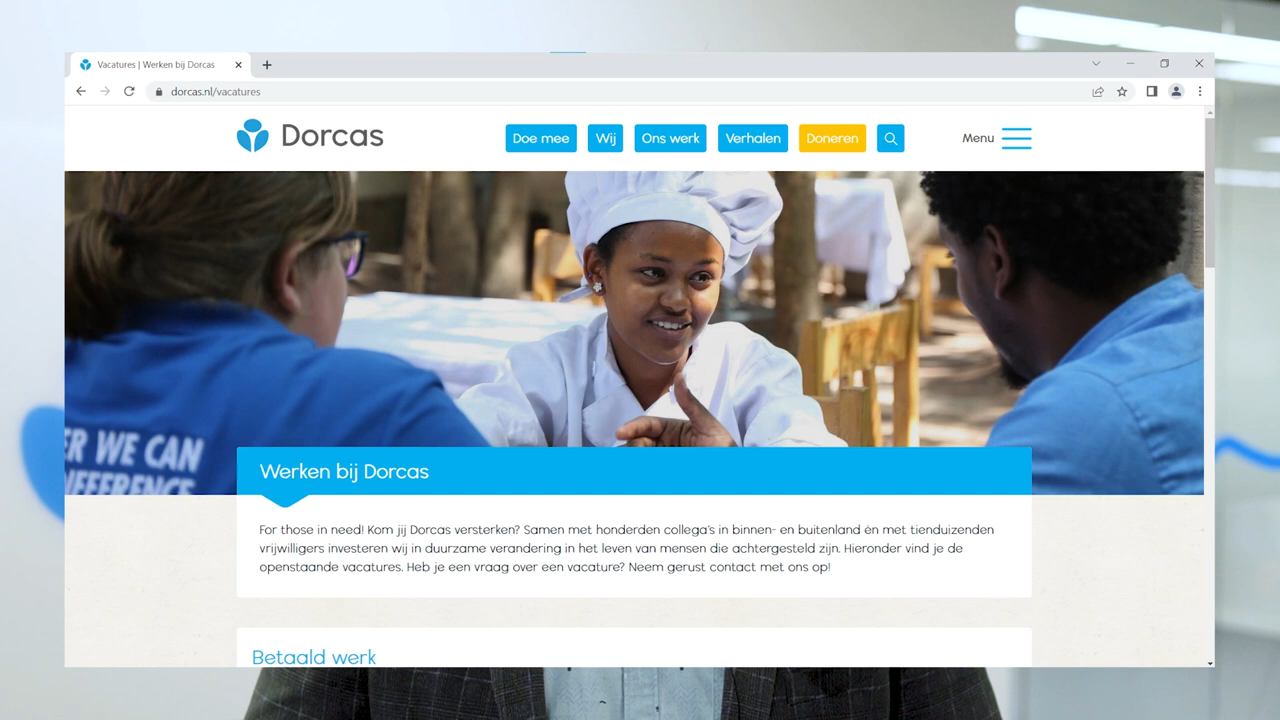 Vacatures | Werken bij Dorcas
dorcas.nl/vacatures
Dorcas
Doe mee
Wij
Ons werk
Verhalen
Doneren
Menu
ER WE CAN
IFFERENCE
Werken bij Dorcas
For those in need! Kom jij Dorcas versterken? Samen met honderden collega's in binnen- en buitenland én met tienduizenden
vrijwilligers investeren wij in duurzame verandering in het leven van mensen die achtergesteld zijn. Hieronder vind je de
openstaande vacatures. Heb je een vraag over een vacature? Neem gerust contact met ons op!
Betaald werk